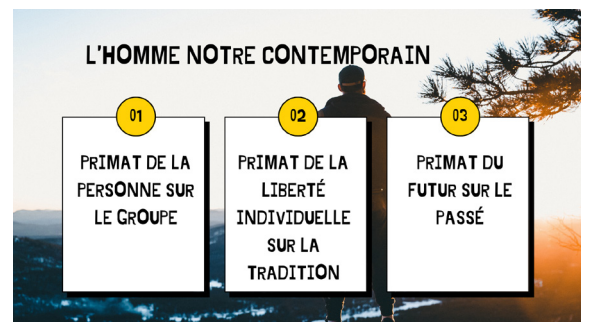 L'HOMME NOTRE CONTEMPORAIN
01
PRIMAT DE LA
PERSONNE SUR
LE GROUPE
02
PRIMAT DE LA
LIBERTÉ
INDIVIDUELLE
SUR LA
TRADITION
03
PRIMAT DU
FUTUR SUR LE
PASSÉ